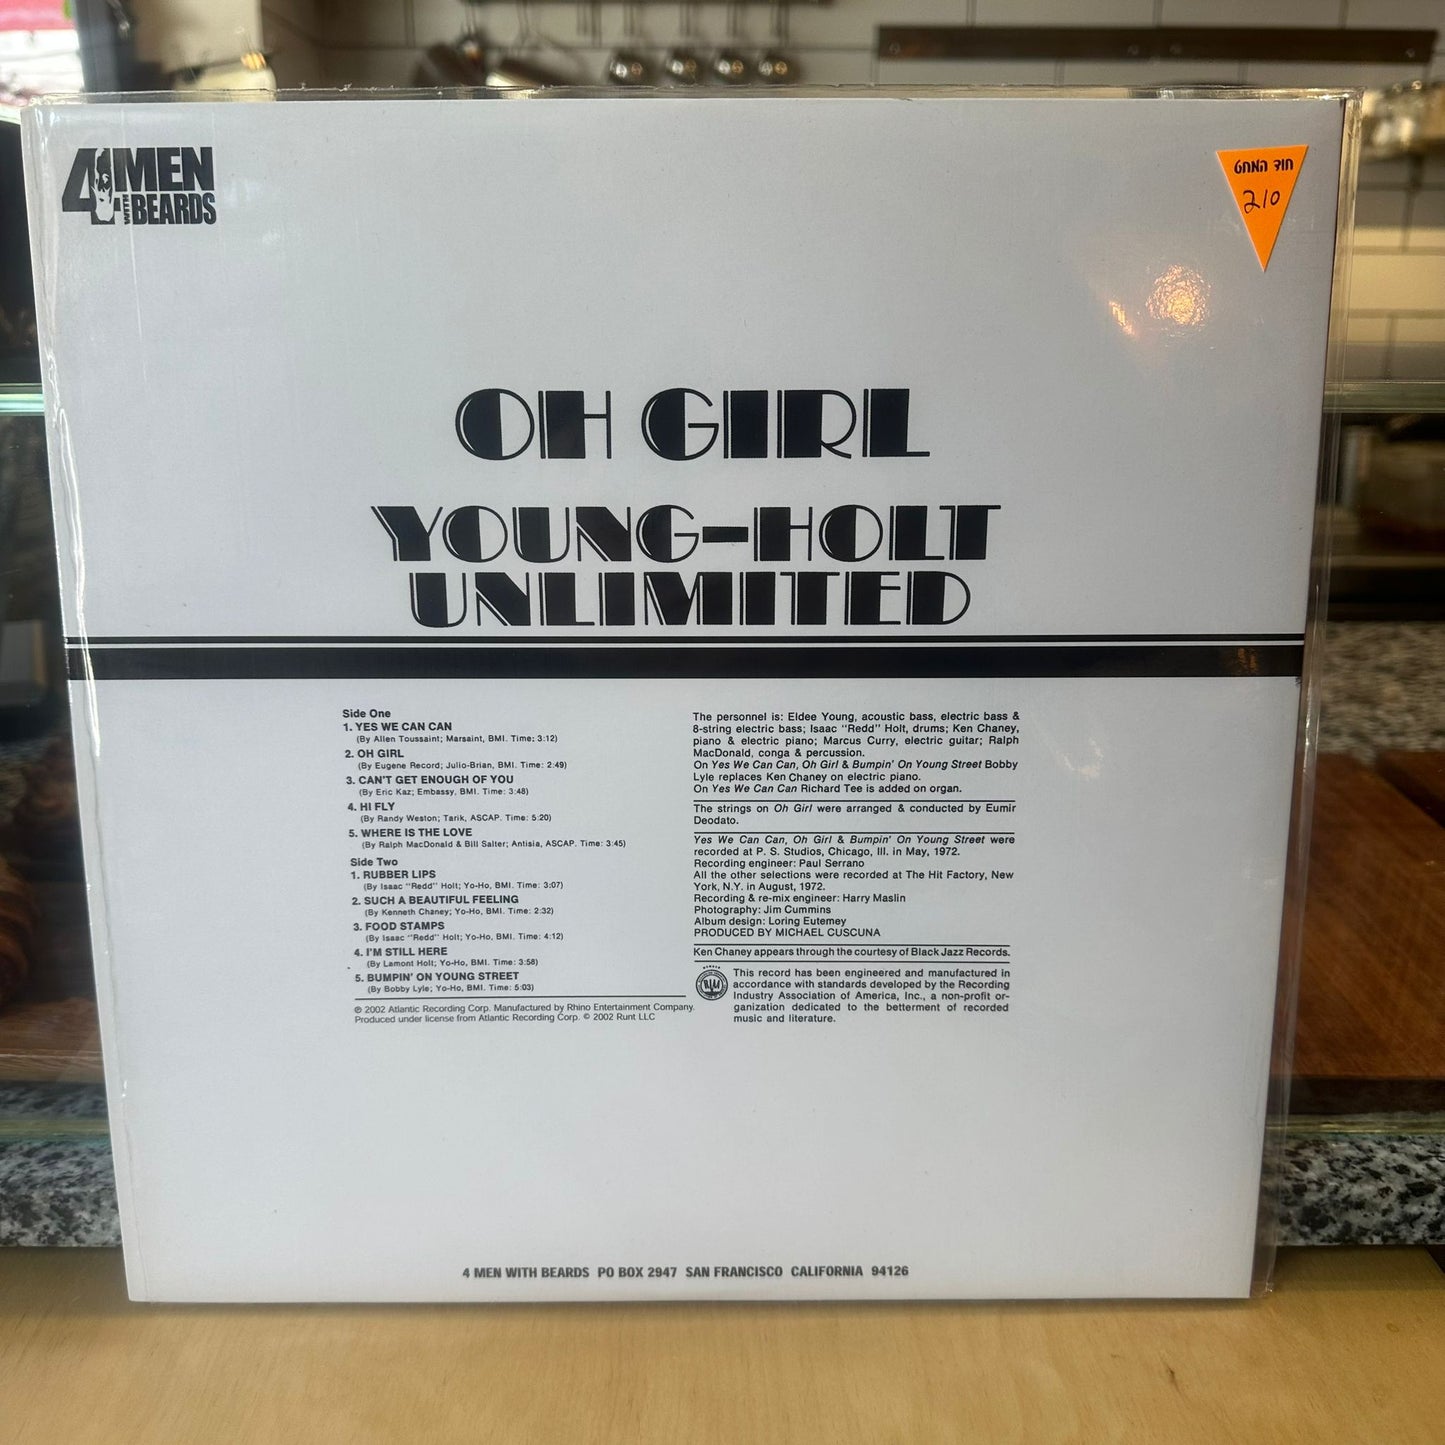 4 MEN
WITH BEARDS
חוד המחט
210
OH GIRL
YOUNG-HOLT
UNLIMITED
Side One
1. YES WE CAN CAN
(By Allen Toussaint; Marsaint, BMI. Time: 3:12)
2. OH GIRL
(By Eugene Record; Julio-Brian, BMI. Time: 2:49)
3. CAN'T GET ENOUGH OF YOU
(By Eric Kaz; Embassy, BMI. Time: 3:48)
4. HI FLY
(By Randy Weston; Tarik, ASCAP. Time: 5:20)
5. WHERE IS THE LOVE
(By Ralph MacDonald & Bill Salter; Antisia, ASCAP. Time: 3:45)
Side Two
1. RUBBER LIPS
(By Isaac "Redd" Holt; Yo-Ho, BMI. Time: 3:07)
2. SUCH A BEAUTIFUL FEELING
(By Kenneth Chaney; Yo-Ho, BMI. Time: 2:32)
3. FOOD STAMPS
(By Isaac "Redd" Holt; Yo-Ho, BMI. Time: 4:12)
4. I'M STILL HERE
(By Lamont Holt; Yo-Ho, BMI. Time: 3:58)
5. BUMPIN' ON YOUNG STREET
(By Bobby Lyle; Yo-Ho, BMI. Time: 5:03)
℗ 2002 Atlantic Recording Corp. Manufactured by Rhino Entertainment Company.
Produced under license from Atlantic Recording Corp. © 2002 Runt LLC
The personnel is: Eldee Young, acoustic bass, electric bass &
8-string electric bass; Isaac "Redd" Holt, drums; Ken Chaney,
piano & electric piano; Marcus Curry, electric guitar; Ralph
MacDonald, conga & percussion.
On Yes We Can Can, Oh Girl & Bumpin' On Young Street Bobby
Lyle replaces Ken Chaney on electric piano.
On Yes We Can Can Richard Tee is added on organ.
The strings on Oh Girl were arranged & conducted by Eumir
Deodato.
Yes We Can Can, Oh Girl & Bumpin' On Young Street were
recorded at P. S. Studios, Chicago, Ill. in May, 1972.
Recording engineer: Paul Serrano
All the other selections were recorded at The Hit Factory, New
York, N.Y. in August, 1972.
Recording & re-mix engineer: Harry Maslin
Photography: Jim Cummins
Album design: Loring Eutemey
PRODUCED BY MICHAEL CUSCUNA
Ken Chaney appears through the courtesy of Black Jazz Records.
This record has been engineered and manufactured in
accordance with standards developed by the Recording
Industry Association of America, Inc., a non-profit or-
ganization dedicated to the betterment of recorded
music and literature.
4 MEN WITH BEARDS PO BOX 2947 SAN FRANCISCO CALIFORNIA 94126